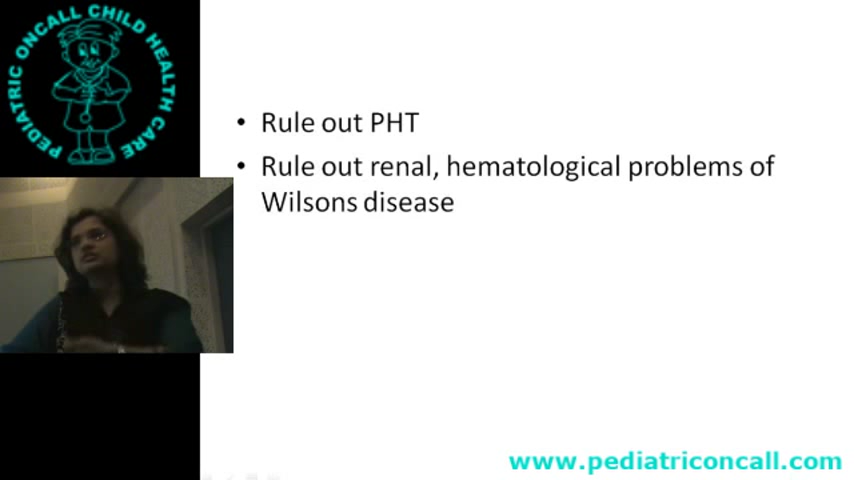 PEDIATRIC ONCALL CHILD HEALTH CARE
• Rule out PHT
• Rule out renal, hematological problems of
Wilsons disease
www.pediatriconcall.com